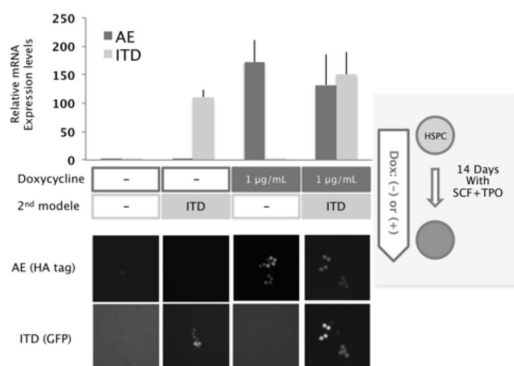 250
200
150
100
50
0
Relative mRNA
Expression levels
AE
ITD
Doxycycline
–
–
1 µg/mL
1 µg/mL
2nd modele
–
ITD
–
ITD
AE (HA tag)
ITD (GFP)
HSPC
Dox: (–) or (+)
14 Days
With
SCF+TPO